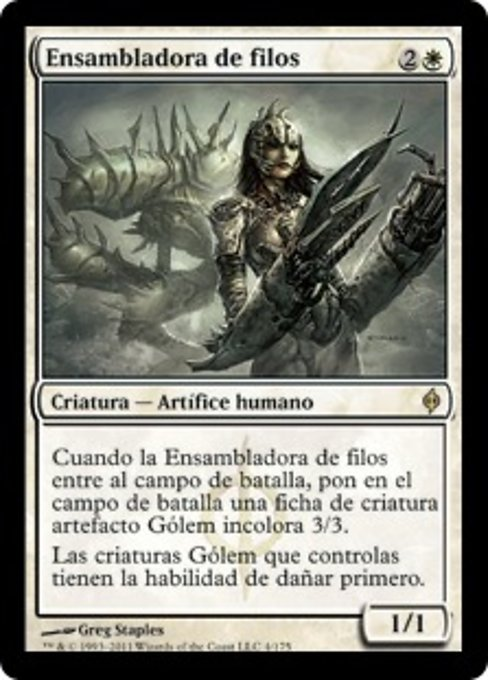 Ensambladora de filos 2
Criatura — Artífice humano
Cuando la Ensambladora de filos
entre al campo de batalla, pon en el
campo de batalla una ficha de criatura
artefacto Gólem incolora 3/3.
Las criaturas Gólem que controlas
tienen la habilidad de dañar primero.
1/1
Greg Staples
™ & © 1993–2011 Wizards of the Coast LLC 4/175